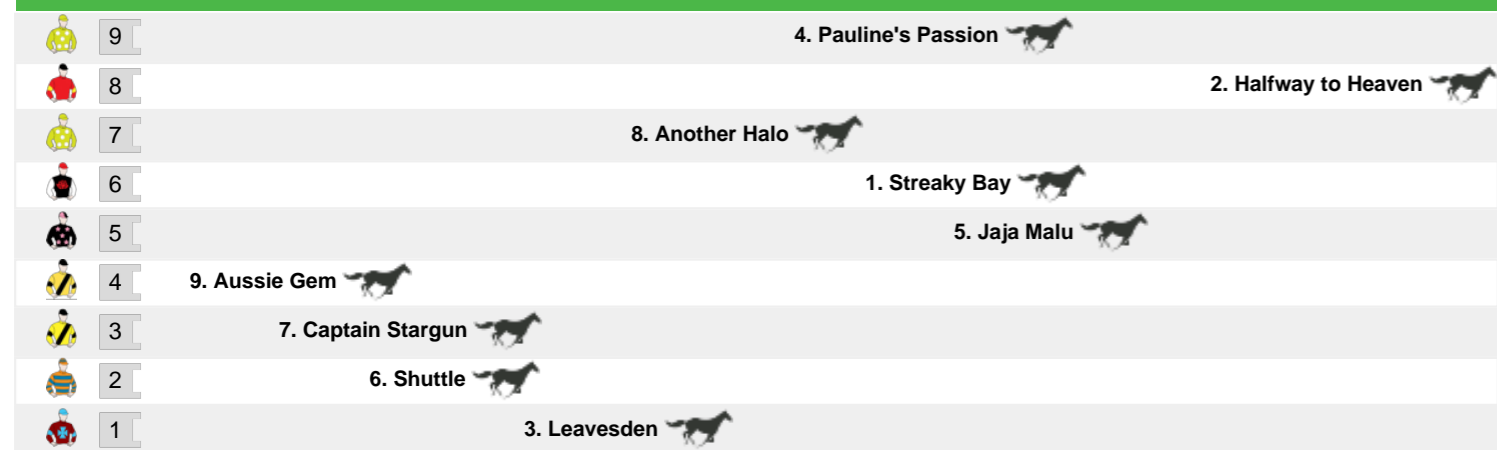 9 4. Pauline's Passion
8 2. Halfway to Heaven
7 8. Another Halo
6 1. Streaky Bay
5 5. Jaja Malu
4 9. Aussie Gem
3 7. Captain Stargun
2 6. Shuttle
1 3. Leavesden